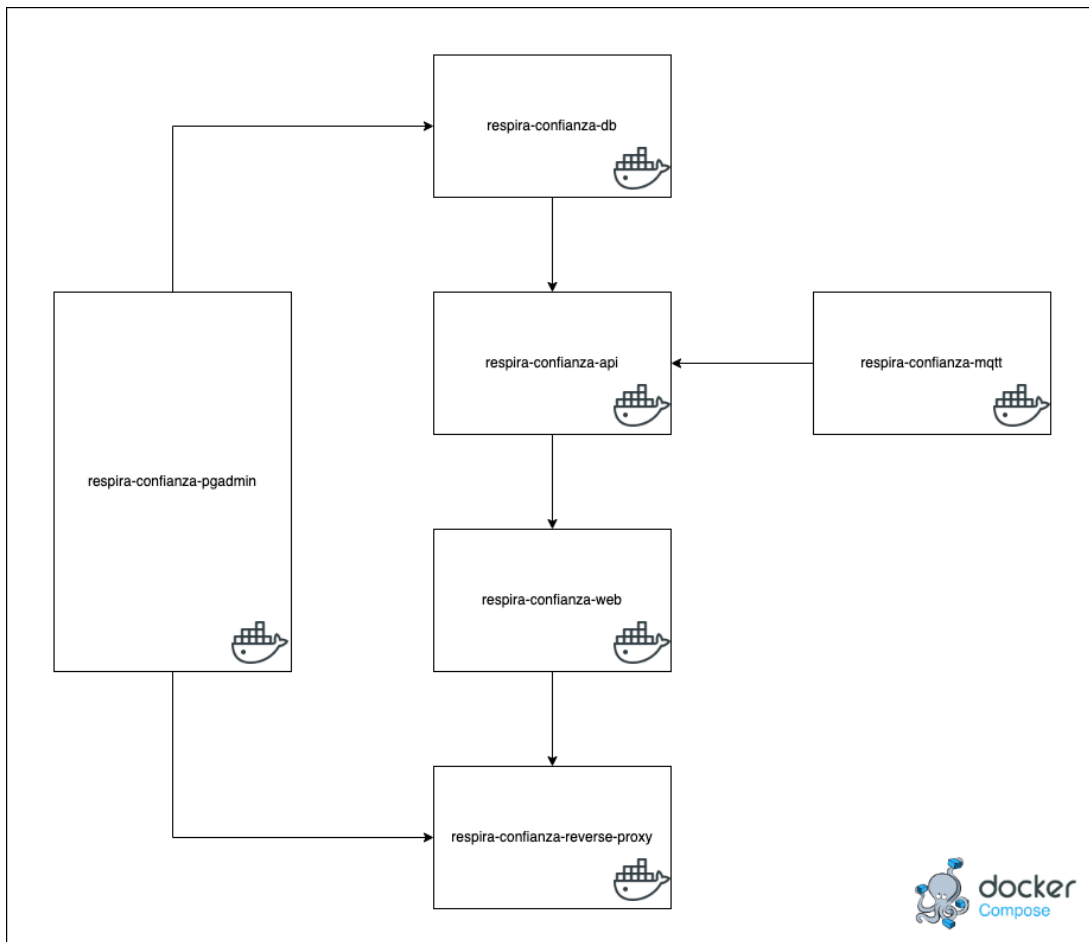 respira-confianza-db
respira-confianza-api
respira-confianza-mqtt
respira-confianza-pgadmin
respira-confianza-web
respira-confianza-reverse-proxy
docker
Compose